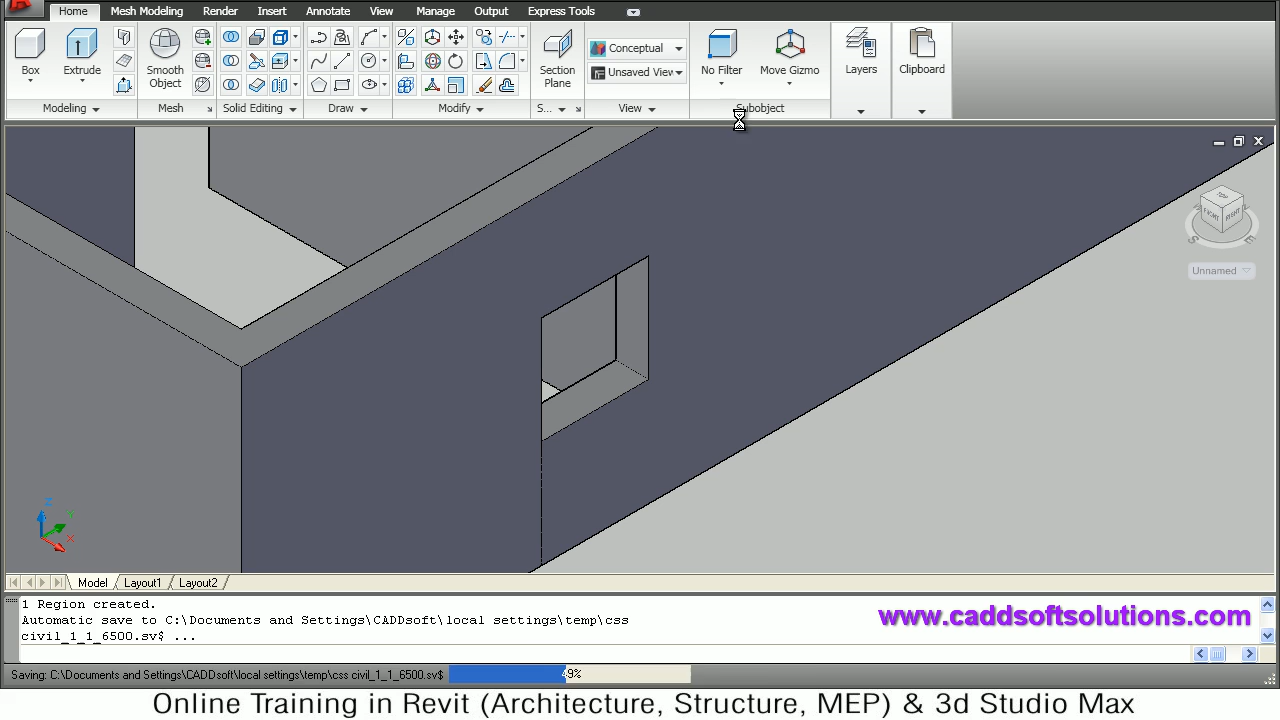 Home Mesh Modeling Render Insert Annotate View Manage Output Express Tools
Box Extrude Smooth Object Section Plane Conceptual Unsaved View No Filter Move Gizmo Layers Clipboard
Modeling Mesh Solid Editing Draw Modify S... View Subobject
TOP
FRONT RIGHT
S E
Unnamed
Z
Y
X
Model Layout1 Layout2
1 Region created.
Automatic save to C:\Documents and Settings\CADDsoft\local settings\temp\css
civil_1_1_6500.sv$ ...
www.caddsoftsolutions.com
Saving: C:\Documents and Settings\CADDsoft\local settings\temp\css civil_1_1_6500.sv$ 49%
Online Training in Revit (Architecture, Structure, MEP) & 3d Studio Max